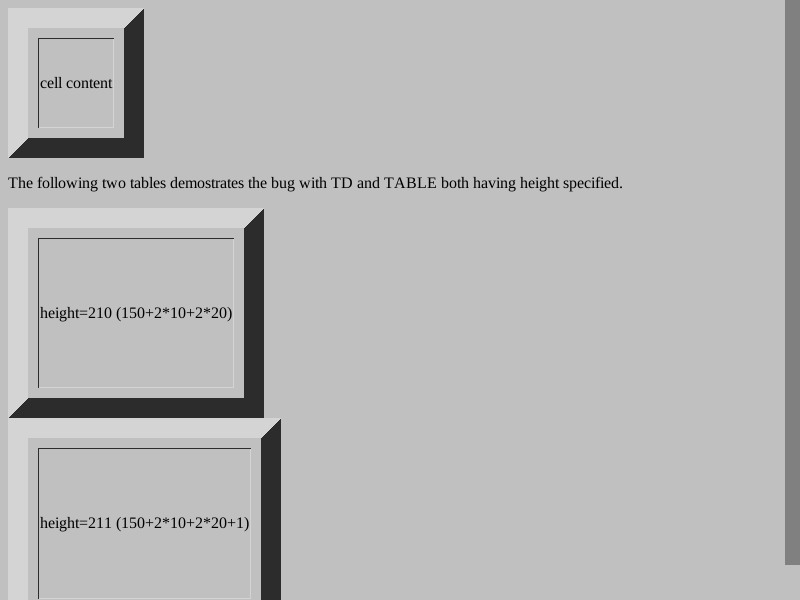 cell content
The following two tables demostrates the bug with TD and TABLE both having height specified.
height=210 (150+2*10+2*20)
height=211 (150+2*10+2*20+1)